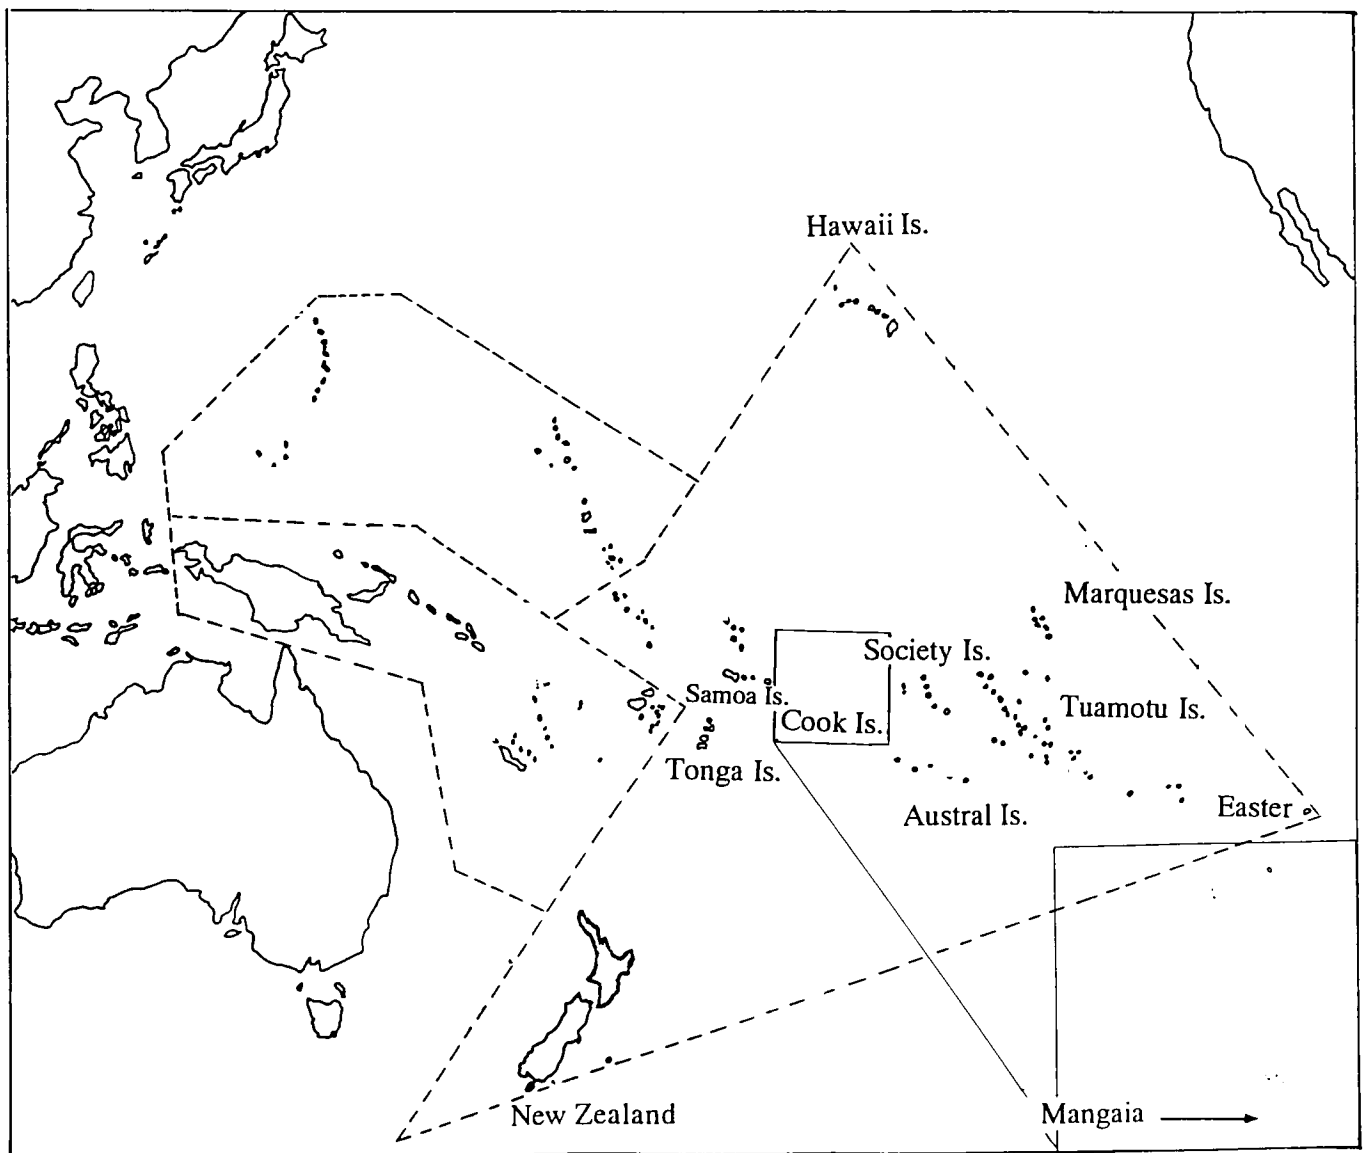 Hawaii Is.
Marquesas Is.
Society Is.
Samoa Is.
Tuamotu Is.
Cook Is.
Tonga Is.
Easter
Austral Is.
New Zealand
Mangaia